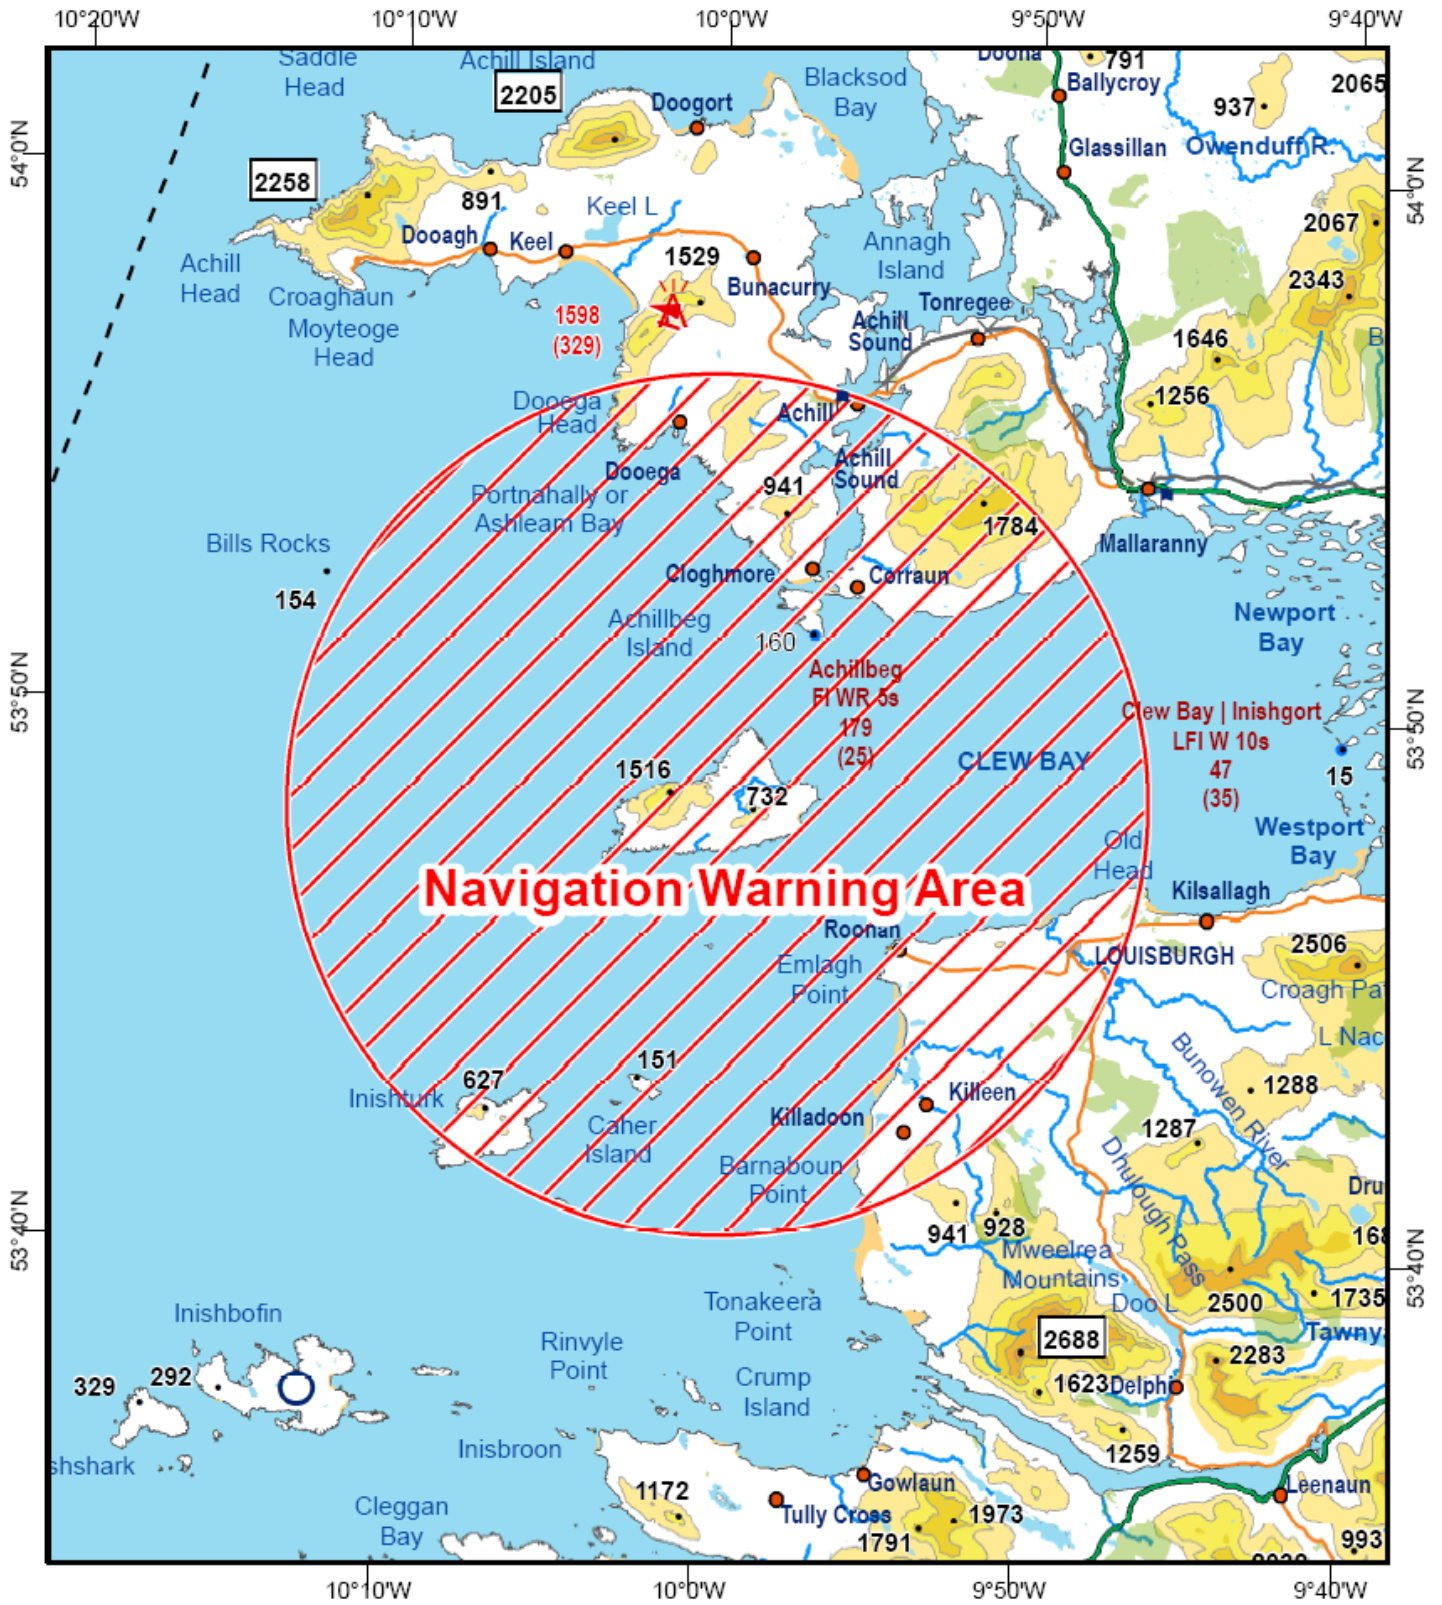 10°20'W
10°10'W
10°0'W
9°50'W
9°40'W
54°0'N
53°50'N
53°40'N
54°0'N
53°50'N
53°40'N
Saddle
Head
Achill Island
2205
Doogort
Blacksod
Bay
Doona
791
Ballycroy
2065
937
Glassillan
Owenduff R.
2258
891
Keel L
Dooagh
Keel
1529
Annagh
Island
2067
Achill
Head
Croaghaun
Moyteoge
Head
Bunacurry
Tonregee
2343
1598
(329)
Achill
Sound
1646
B
1256
Dooega
Head
Achill
Dooega
Achill
Sound
Portnahally or
Ashleam Bay
941
1784
Bills Rocks
154
Mallaranny
Cloghmore
Corraun
Achillbeg
Island
160
Newport
Bay
Achillbeg
Fl WR 5s
179
(25)
Clew Bay | Inishgort
LFl W 10s
47
(35)
CLEW BAY
15
1516
732
Westport
Bay
Old
Head
Navigation Warning Area
Kilsallagh
Roonah
LOUISBURGH
2506
Emlagh
Point
Croagh Pa
L Nac
Bunowen River
627
151
Inishturk
Killeen
1288
Killadoon
Caher
Island
1287
Dhulough Pass
Barnaboun
Point
Dru
941
928
168
Mweelrea
Mountains
Doo L
2500
1735
Inishbofin
Tonakeera
Point
2688
Tawny
Rinvyle
Point
2283
329
292
Crump
Island
1623
Delphi
Inisbroon
shshark
1259
Gowlaun
Leenaun
1172
Cleggan
Bay
Tully Cross
1973
1791
993
10°10'W
10°0'W
9°50'W
9°40'W